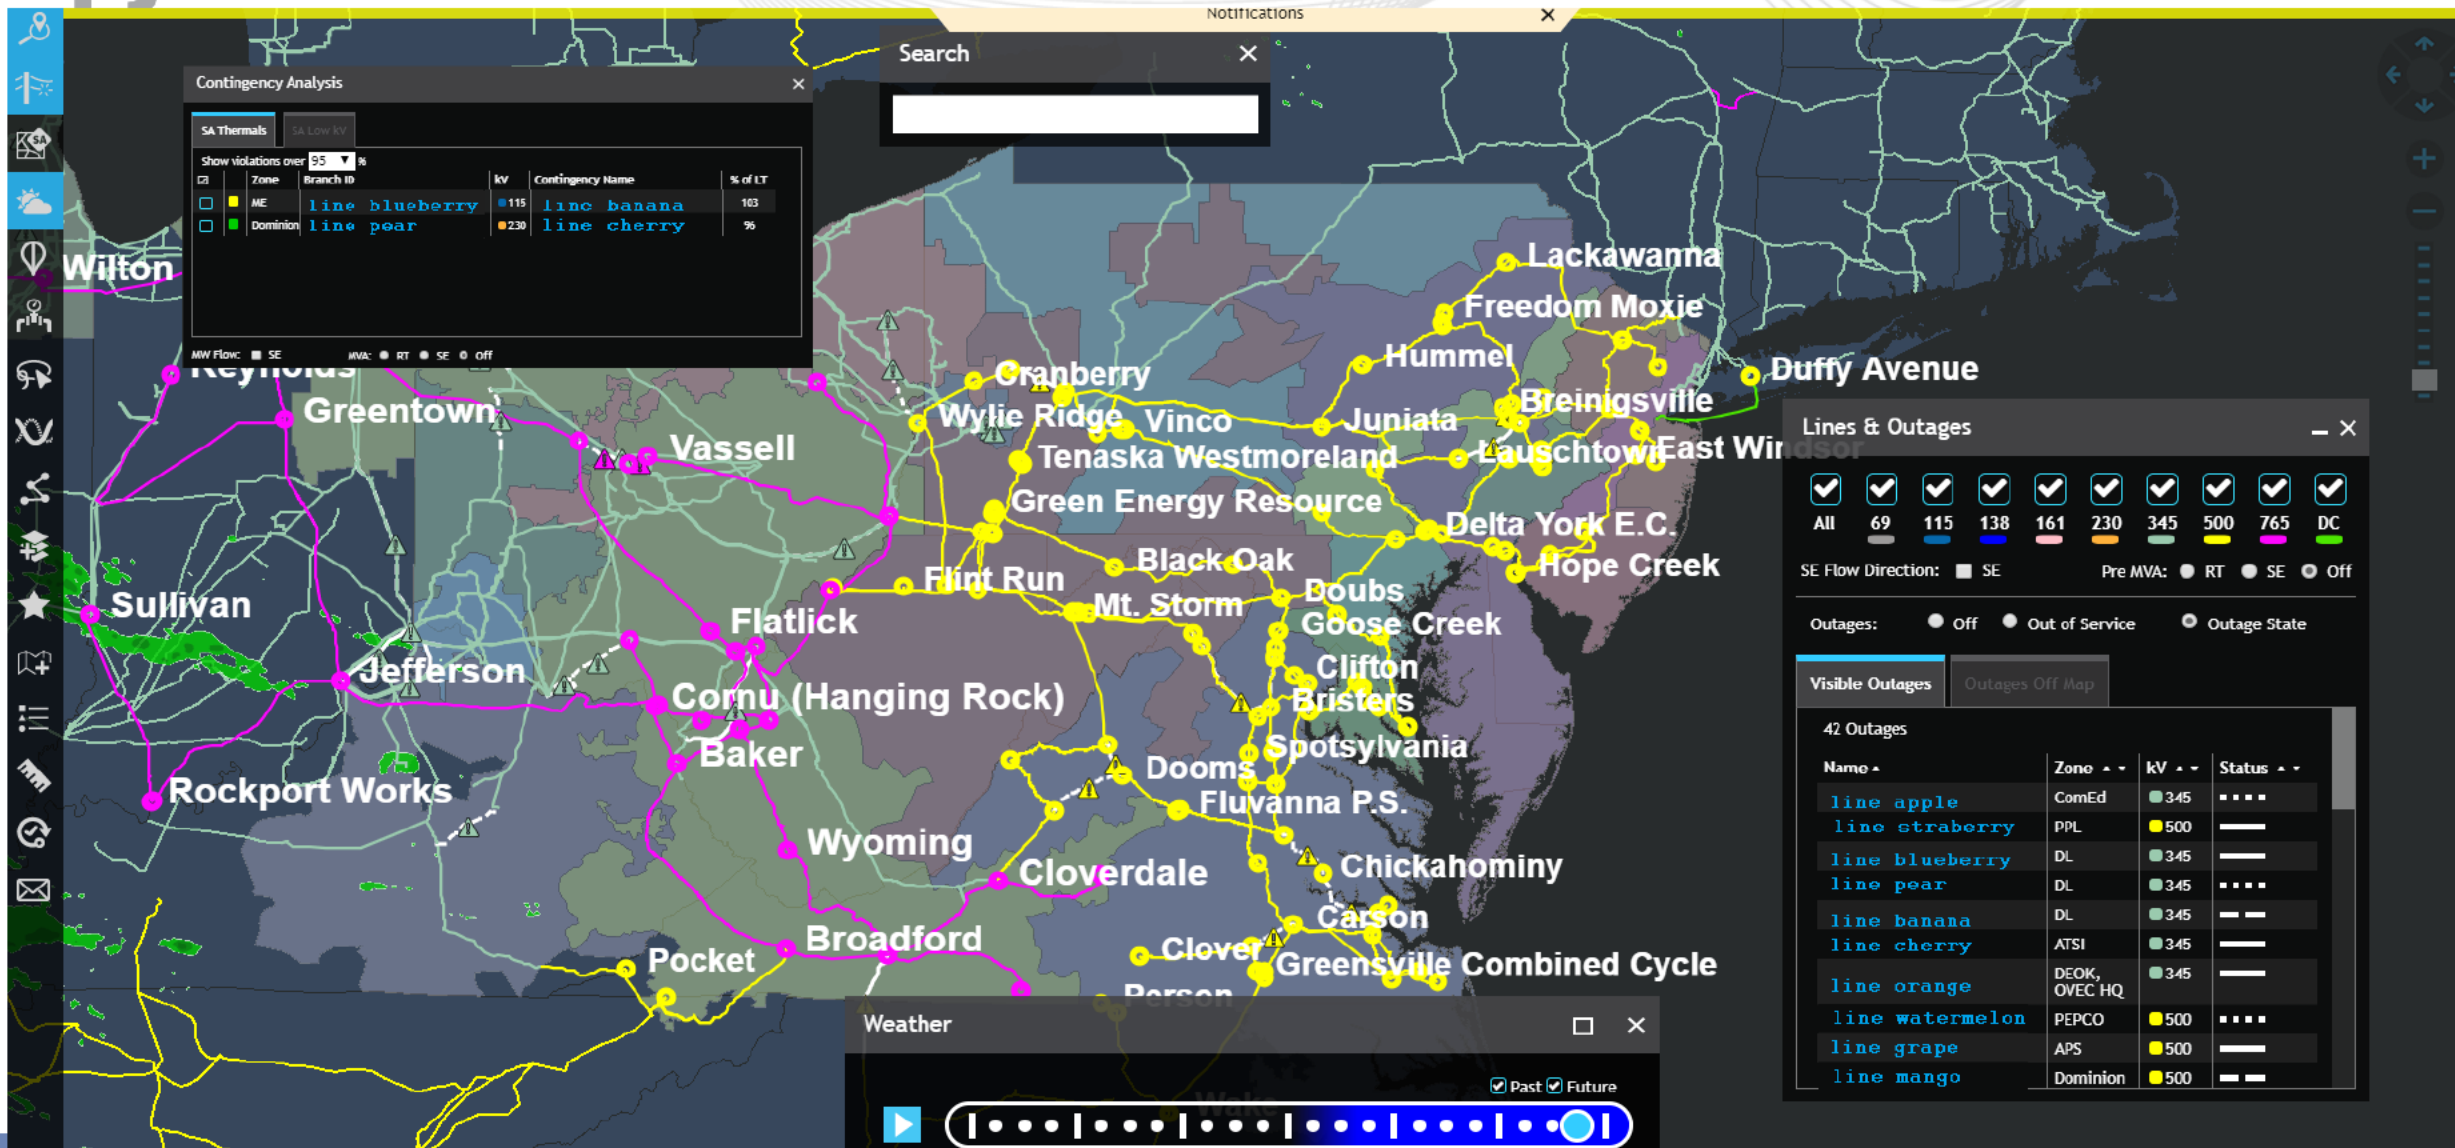 Notifications
Search
Contingency Analysis
SA Thermals SA Low kV
Show violations over 95 %
Zone Branch ID kV Contingency Name % of LT
ME line blueberry 115 line banana 103
Dominion line pear 230 line cherry 96
MW Flow: SE MVA: RT SE Off
SA
Wilton
Reynolds
Greentown
Vassell
Sullivan
Jefferson
Rockport Works
Flatlick
Cornu (Hanging Rock)
Baker
Wyoming
Cloverdale
Broadford
Pocket
Lackawanna
Freedom Moxie
Hummel
Duffy Avenue
Cranberry
Breinigsville
Wylie Ridge
Vinco
Juniata
Tenaska Westmoreland
Lauschtown
East Windsor
Green Energy Resource
Delta York E.C.
Black Oak
Hope Creek
Flint Run
Mt. Storm
Doubs
Goose Creek
Clifton
Bristers
Spotsylvania
Dooms
Fluvanna P.S.
Chickahominy
Carson
Clover
Greensville Combined Cycle
Person
Wake
Weather
Past Future
Lines & Outages
All 69 115 138 161 230 345 500 765 DC
SE Flow Direction: SE Pre MVA: RT SE Off
Outages: Off Out of Service Outage State
Visible Outages Outages Off Map
42 Outages
Name Zone kV Status
line apple ComEd 345
line straberry PPL 500
line blueberry DL 345
line pear DL 345
line banana DL 345
line cherry ATSI 345
line orange DEOK, OVEC HQ 345
line watermelon PEPCO 500
line grape APS 500
line mango Dominion 500